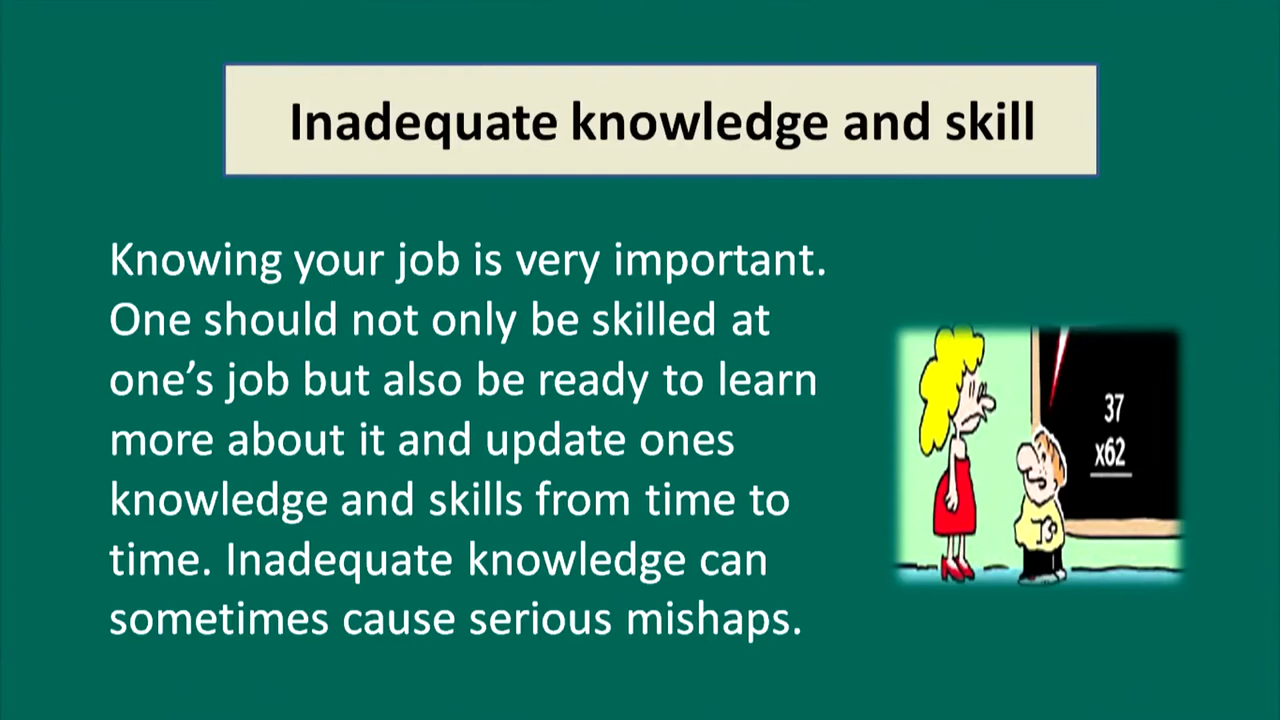 Inadequate knowledge and skill
Knowing your job is very important.
One should not only be skilled at
one’s job but also be ready to learn
more about it and update ones
knowledge and skills from time to
time. Inadequate knowledge can
sometimes cause serious mishaps.
37
x62